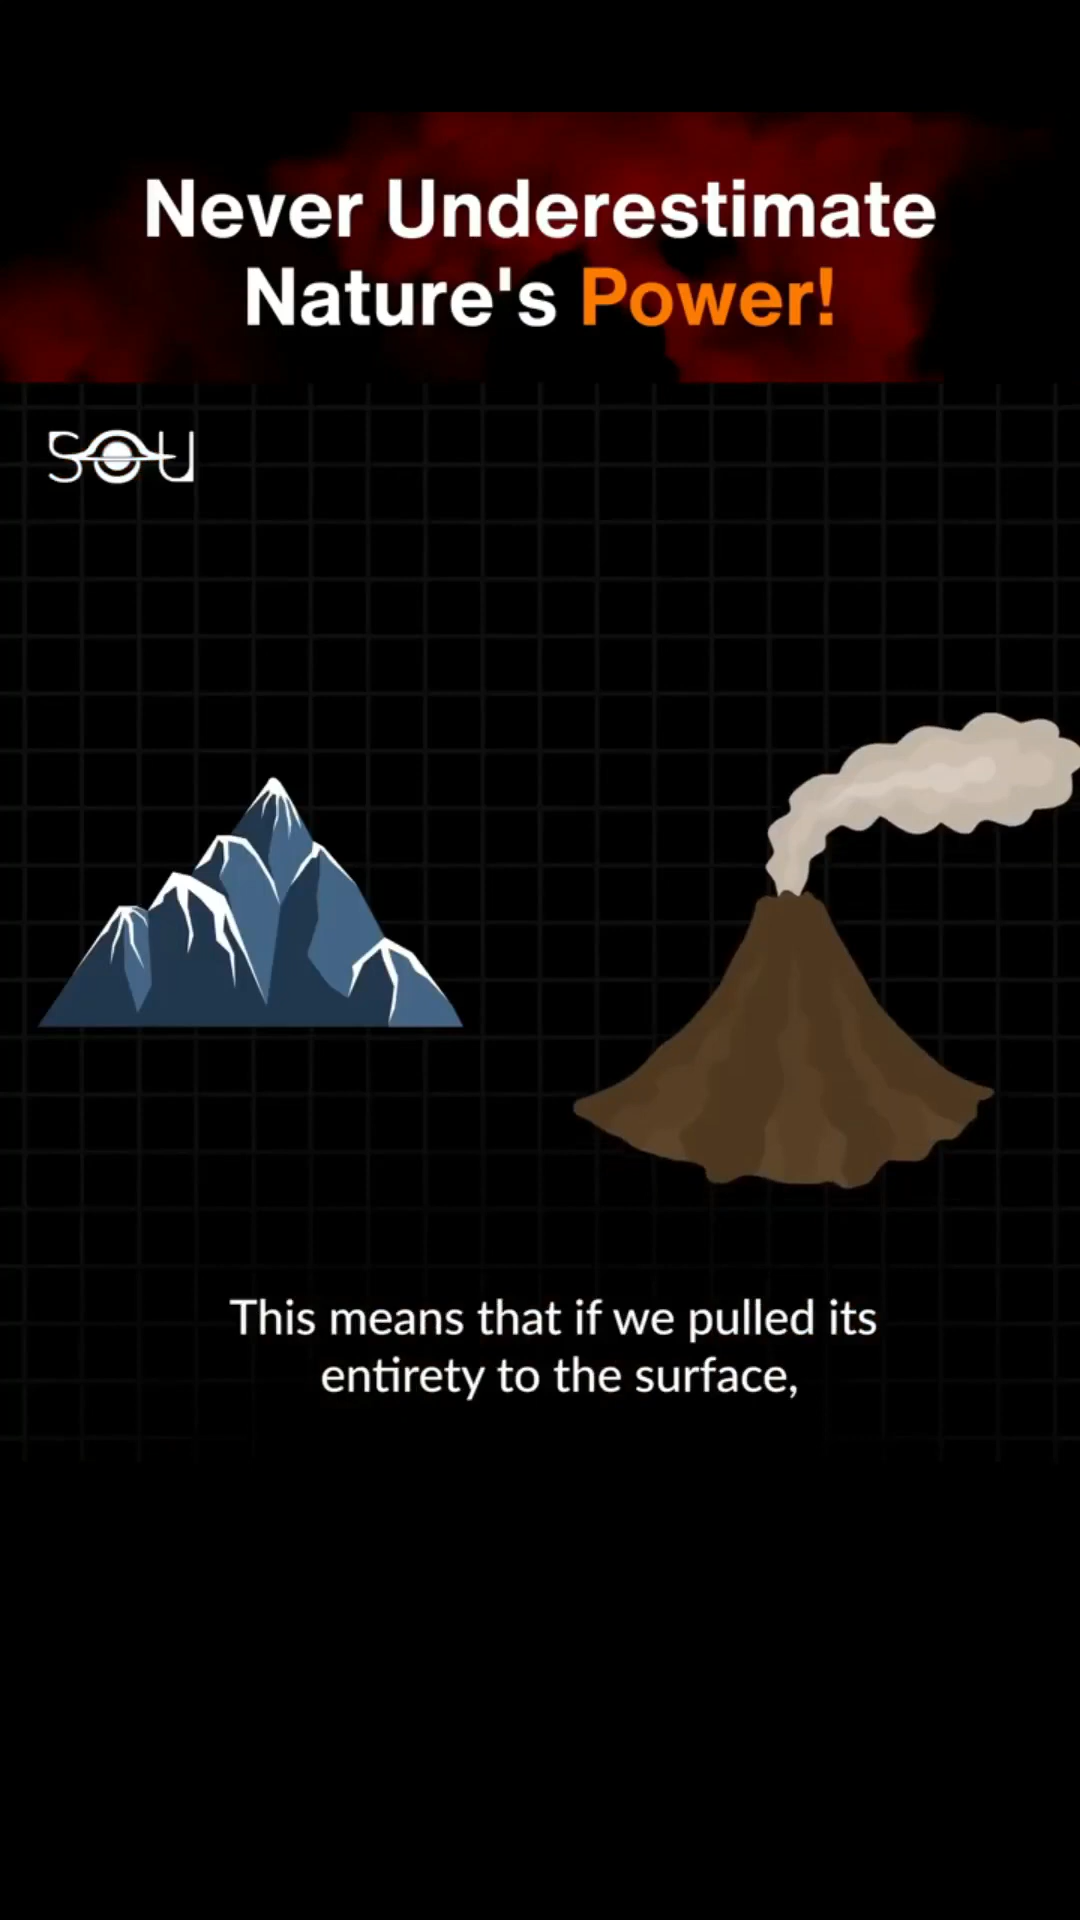 Never Underestimate
Nature's Power!
SOU
This means that if we pulled its
entirety to the surface,